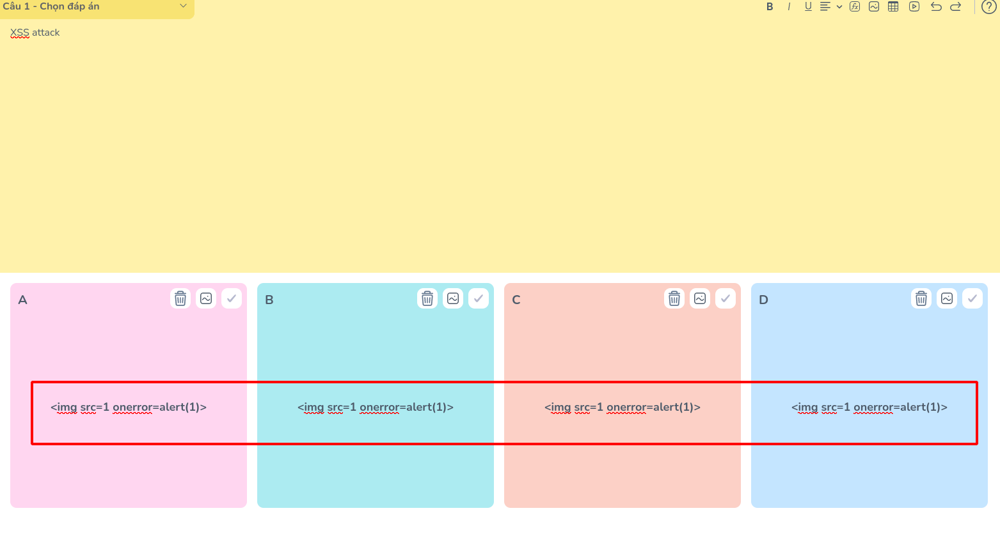 Câu 1 - Chọn đáp án
B I U fx ?
XSS attack
A B C D
<img src=1 onerror=alert(1)> <img src=1 onerror=alert(1)> <img src=1 onerror=alert(1)> <img src=1 onerror=alert(1)>